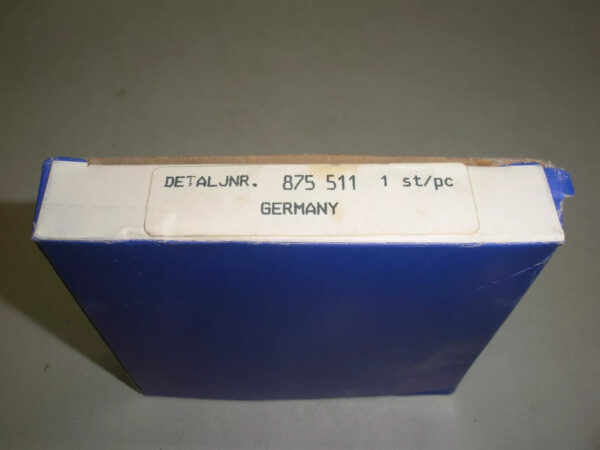 DETALJNR. 875 511 1 st/pc
GERMANY